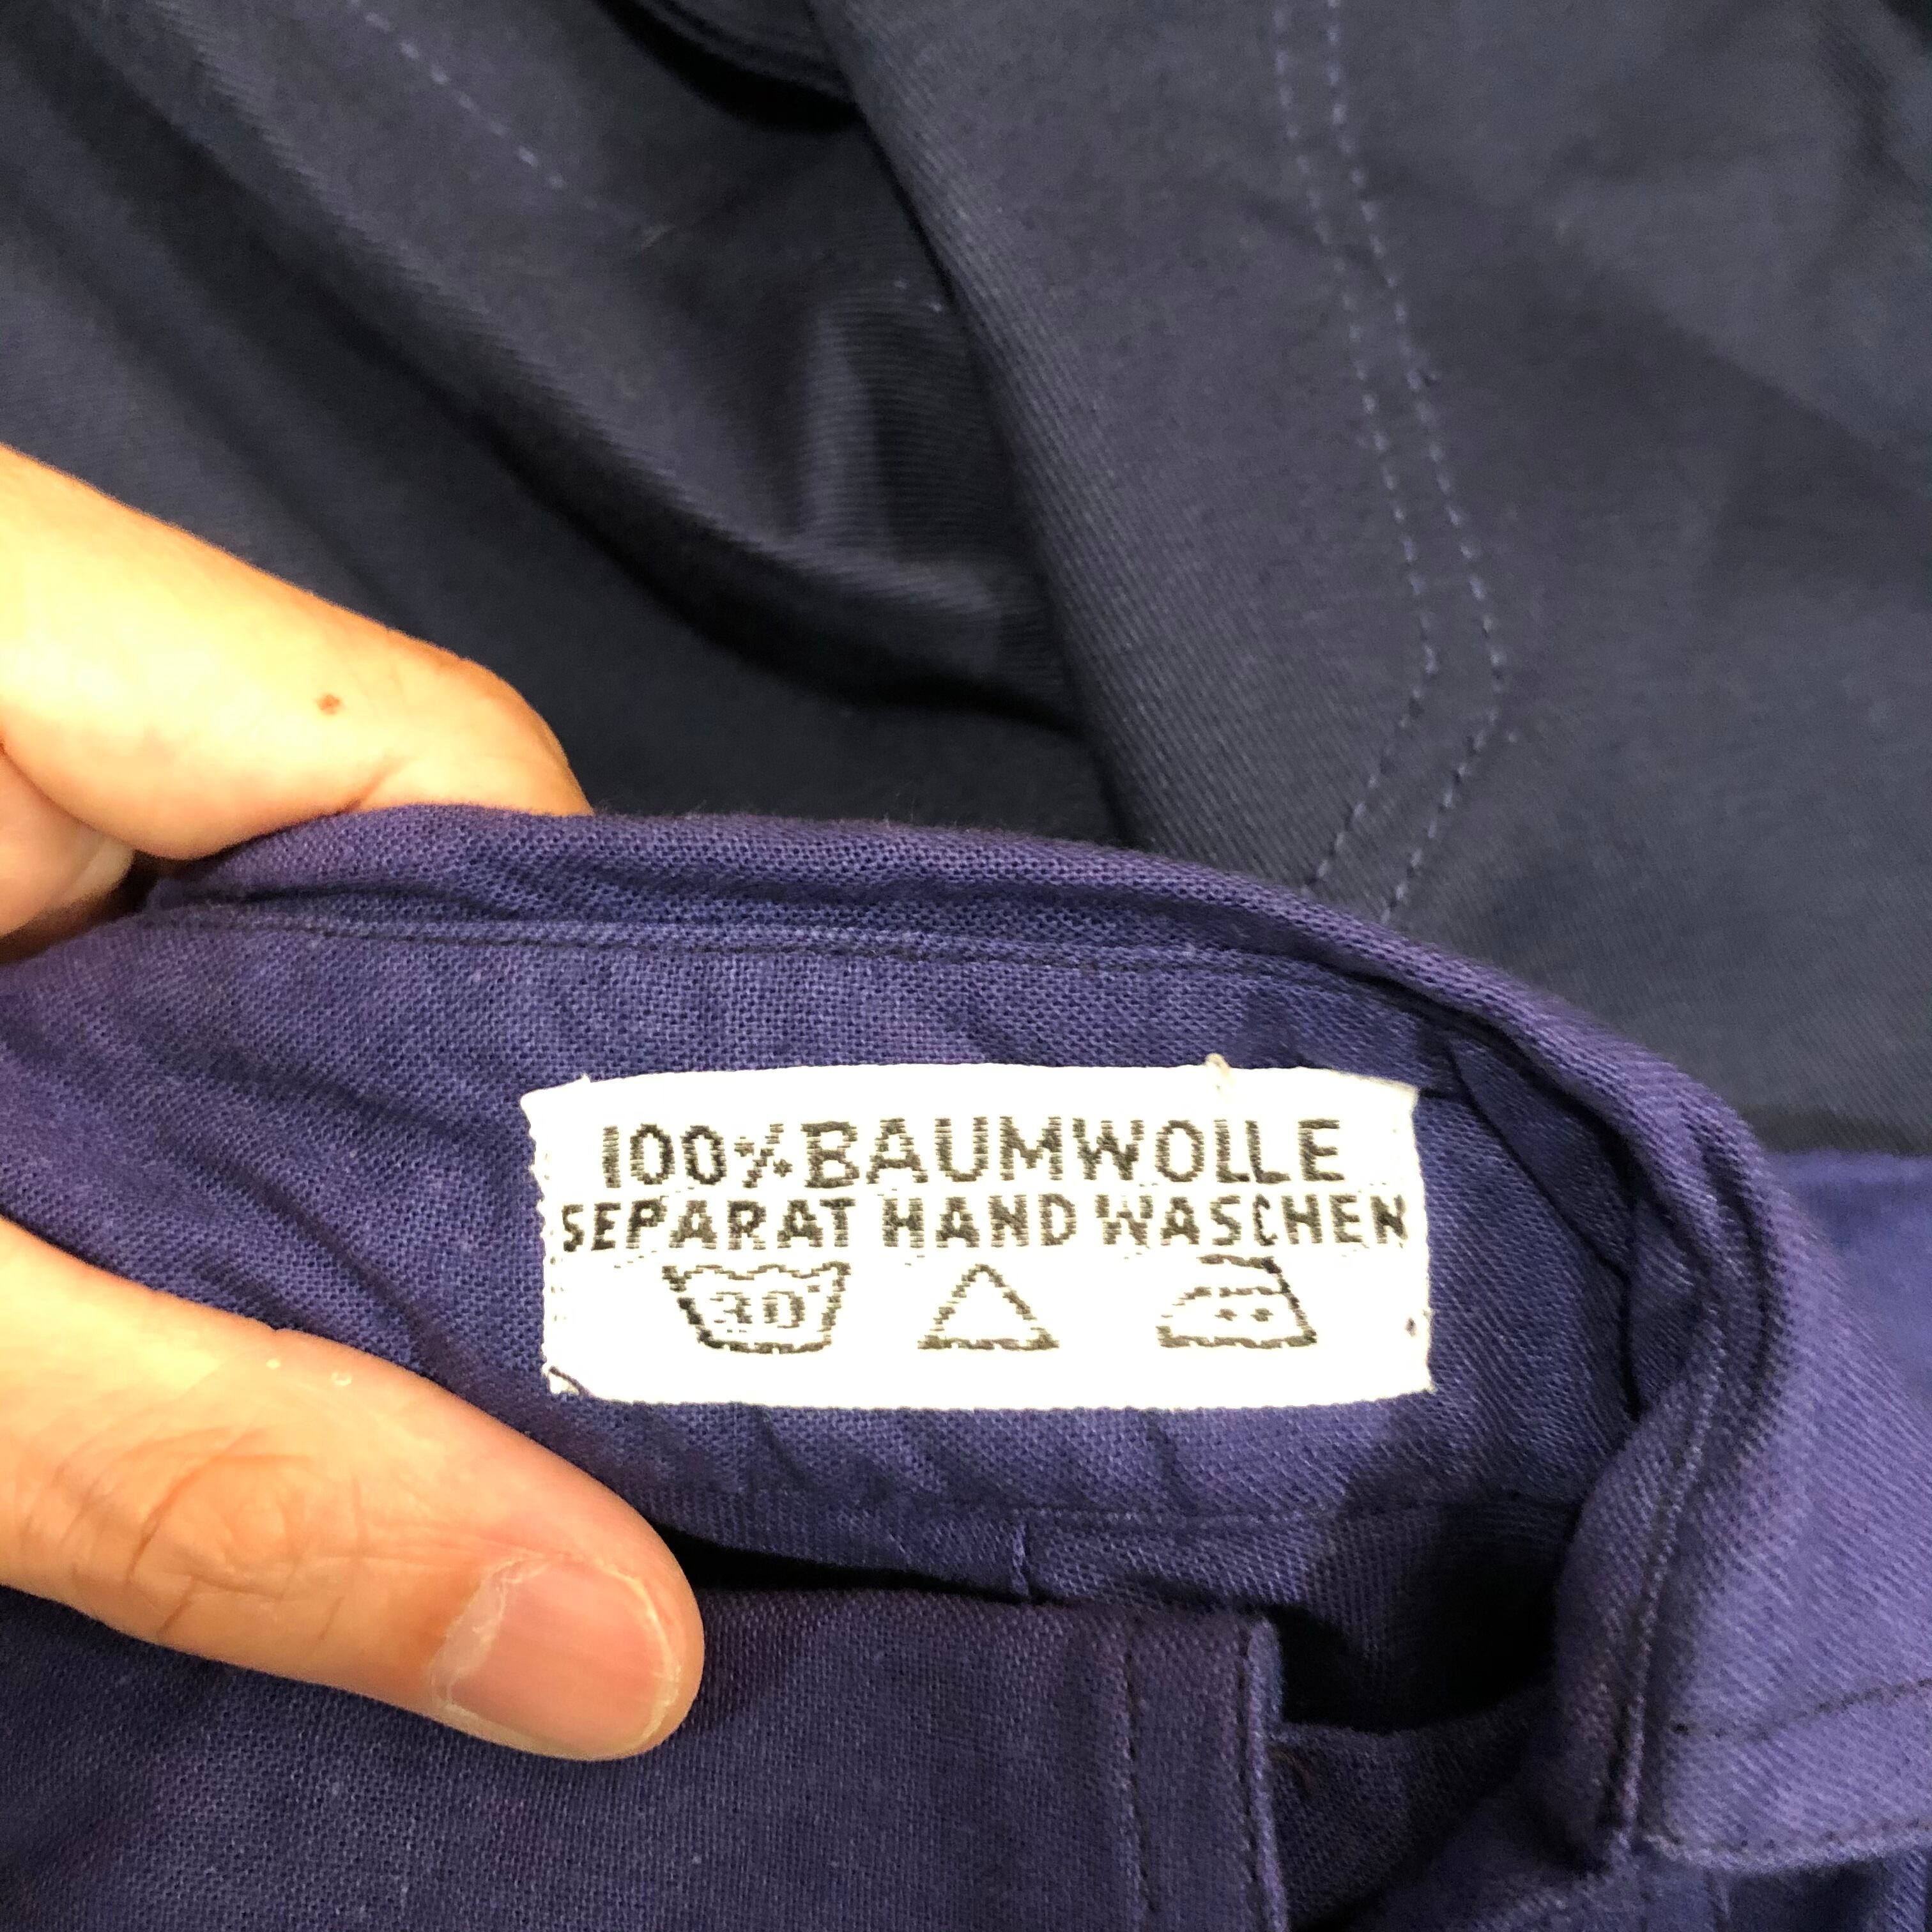 100% BAUMWOLLE
SEPARAT HAND WASCHEN
30